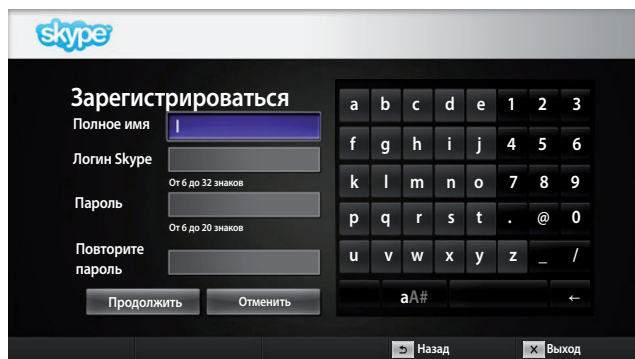 skype
Зарегистрироваться
Полное имя
Логин Skype
От 6 до 32 знаков
Пароль
От 6 до 20 знаков
Повторите
пароль
Продолжить Отменить
a b c d e 1 2 3
f g h i j 4 5 6
k l m n o 7 8 9
p q r s t . @ 0
u v w x y z _ /
aA# ←
Назад X Выход